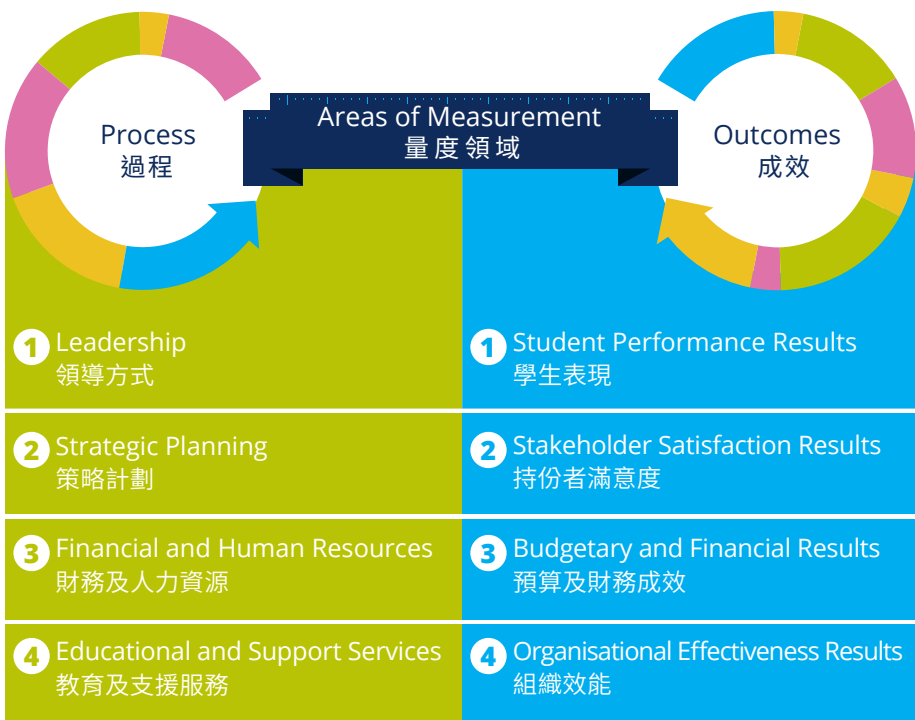 Areas of Measurement
量度領域
Process
過程
Outcomes
成效
1 Leadership
領導方式
2 Strategic Planning
策略計劃
3 Financial and Human Resources
財務及人力資源
4 Educational and Support Services
教育及支援服務
1 Student Performance Results
學生表現
2 Stakeholder Satisfaction Results
持份者滿意度
3 Budgetary and Financial Results
預算及財務成效
4 Organisational Effectiveness Results
組織效能